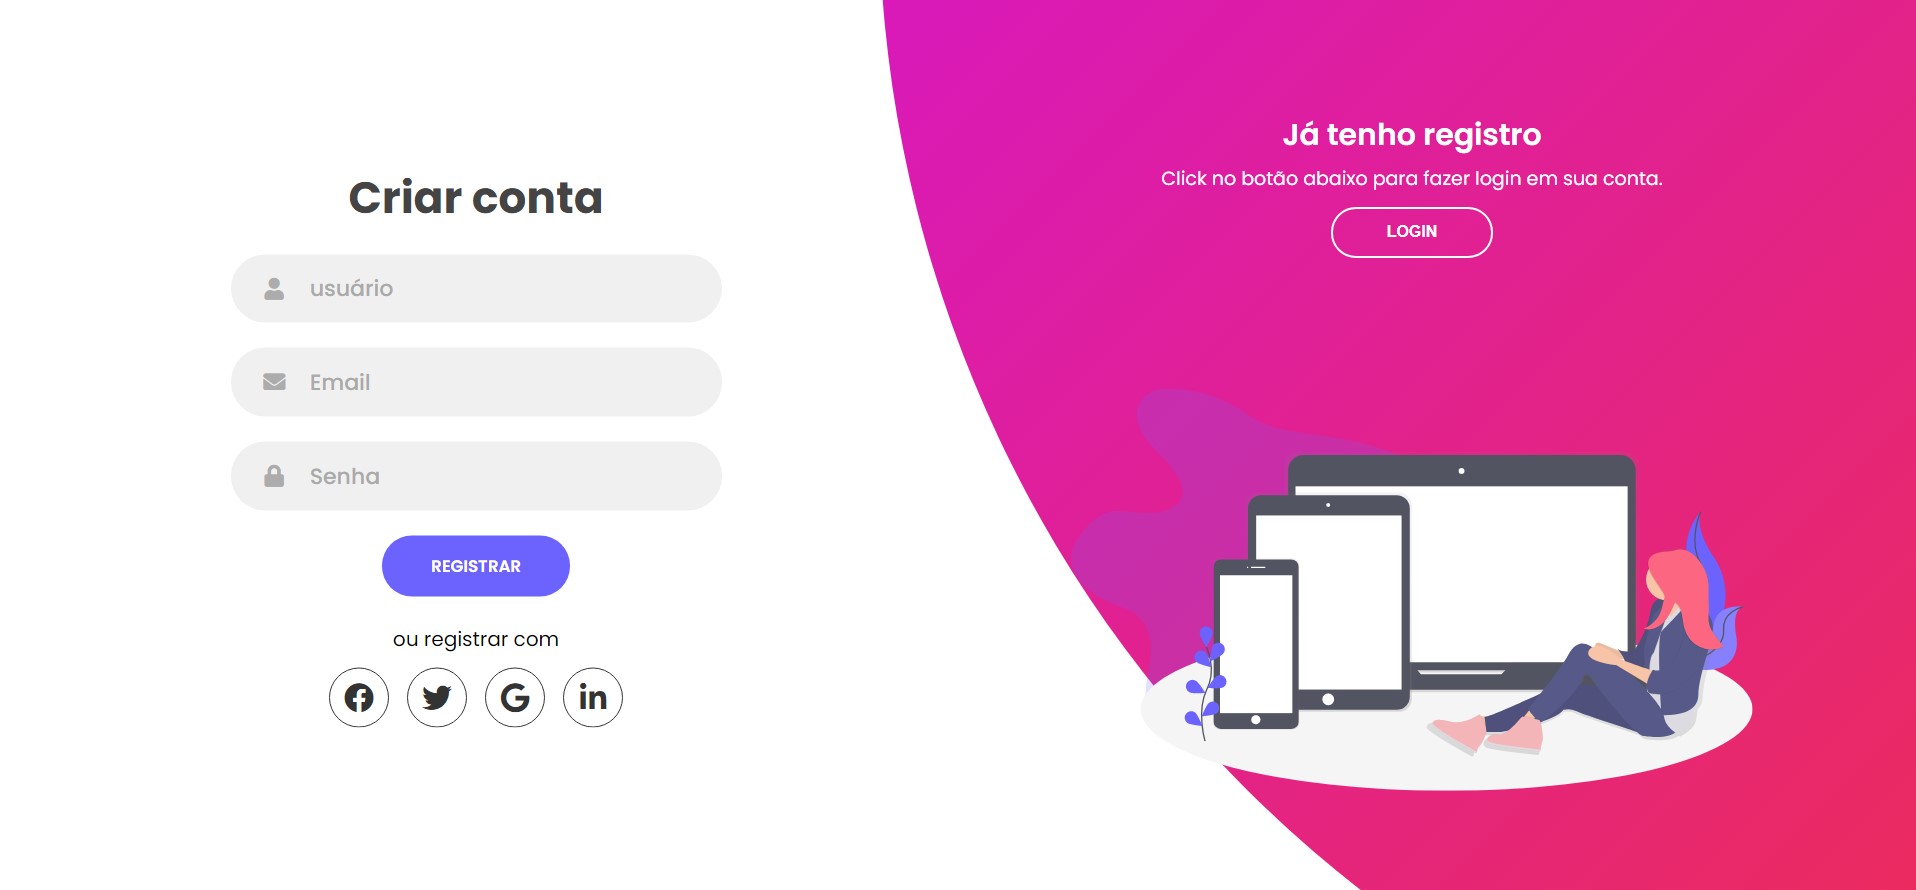 Criar conta
usuário
Email
Senha
REGISTRAR
ou registrar com
Já tenho registro
Click no botão abaixo para fazer login em sua conta.
LOGIN